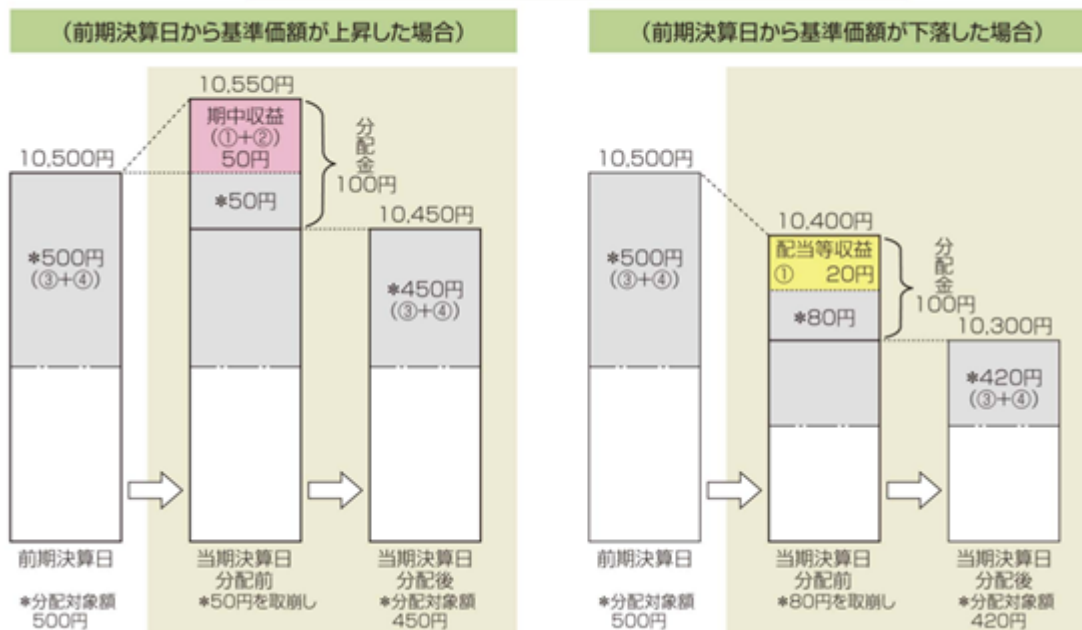 (前期決算日から基準価額が上昇した場合)
10,550円
期中収益
(①+②)
50円
分配金
100円
10,500円
*50円
10,450円
*500円
(③+④)
*450円
(③+④)
前期決算日
当期決算日
分配前
当期決算日
分配後
*分配対象額
500円
*50円を取崩し
*分配対象額
450円
(前期決算日から基準価額が下落した場合)
10,500円
10,400円
配当等収益
① 20円
分配金
100円
*500円
(③+④)
*80円
10,300円
*420円
(③+④)
前期決算日
当期決算日
分配前
当期決算日
分配後
*分配対象額
500円
*80円を取崩し
*分配対象額
420円